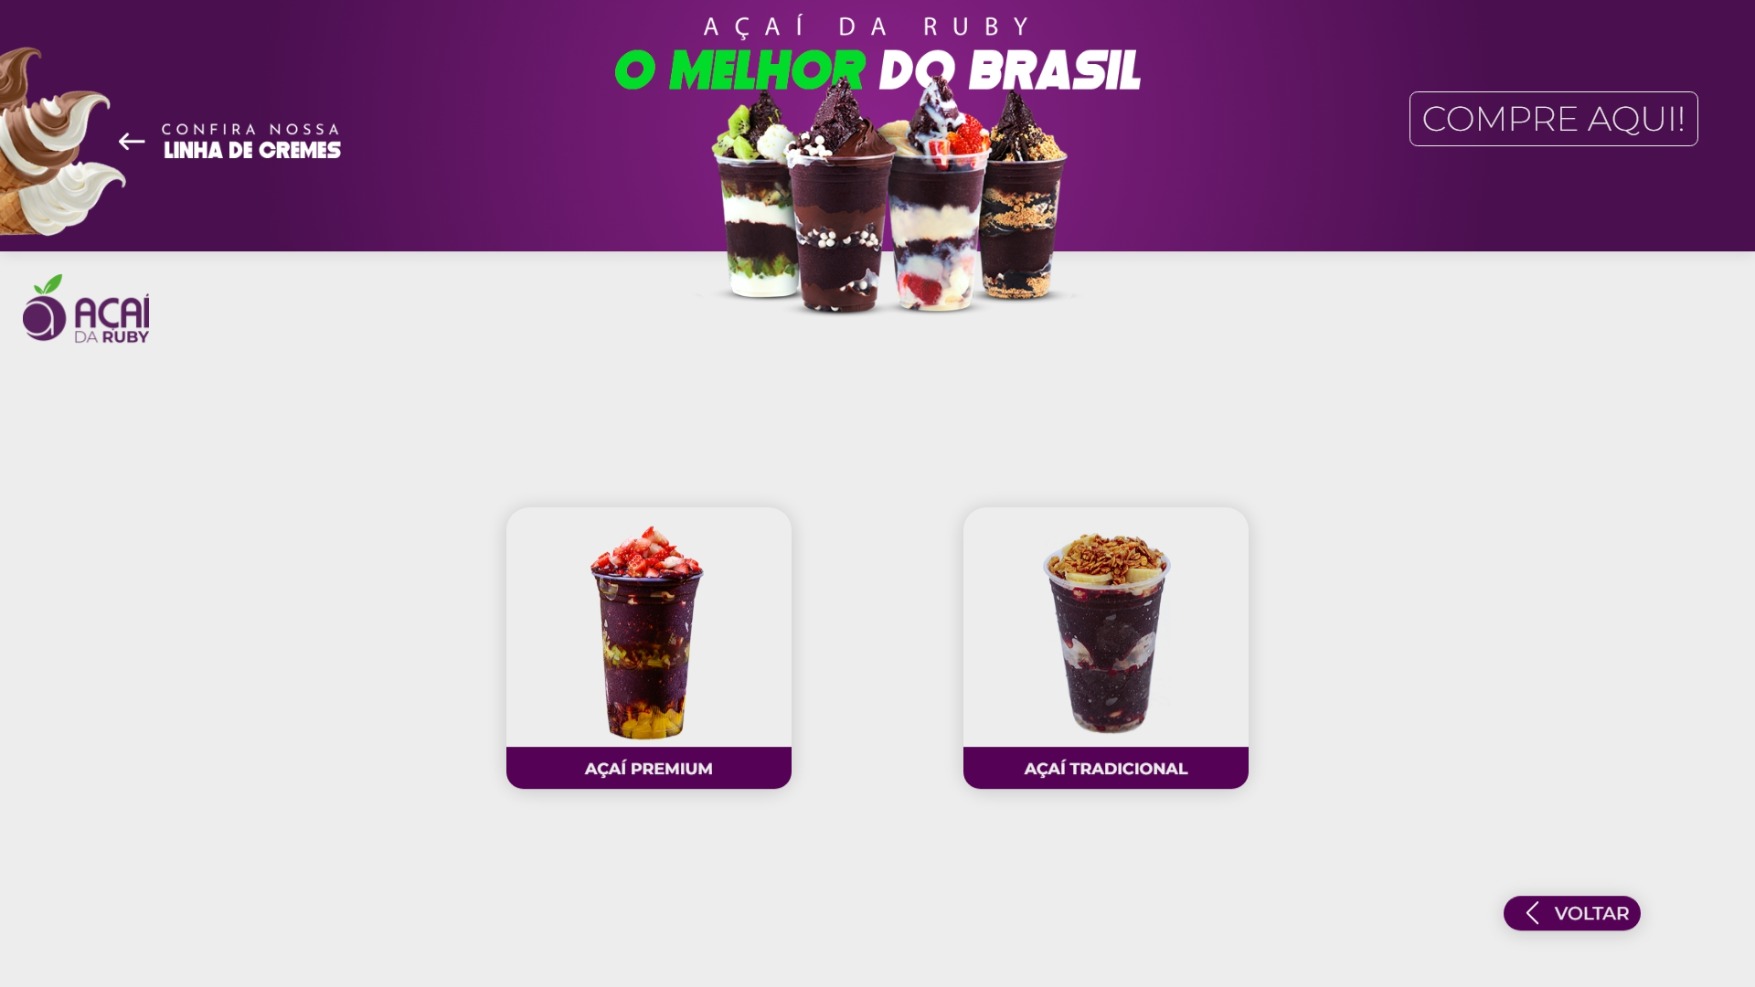 AÇAÍ DA RUBY
O MELHOR DO BRASIL
CONFIRA NOSSA
LINHA DE CREMES
COMPRE AQUI!
AÇAÍ
DA RUBY
AÇAÍ PREMIUM
AÇAÍ TRADICIONAL
VOLTAR